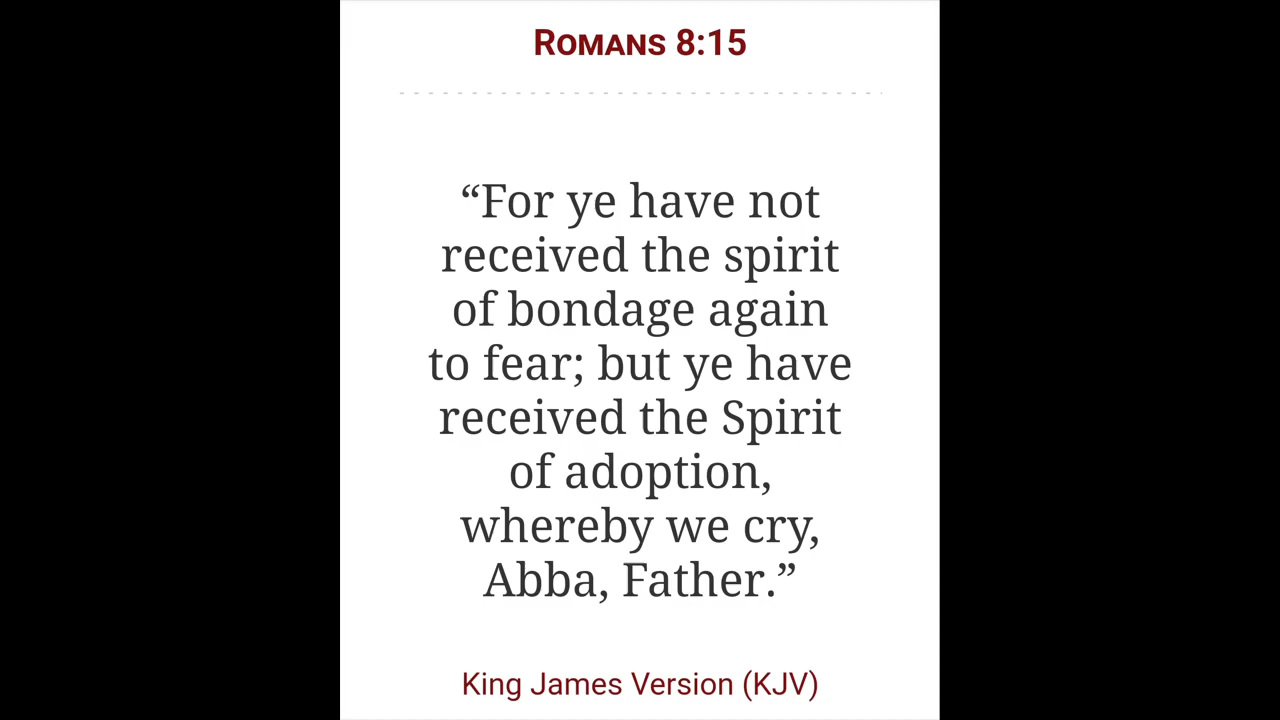 Romans 8:15
“For ye have not
received the spirit
of bondage again
to fear; but ye have
received the Spirit
of adoption,
whereby we cry,
Abba, Father.”
King James Version (KJV)